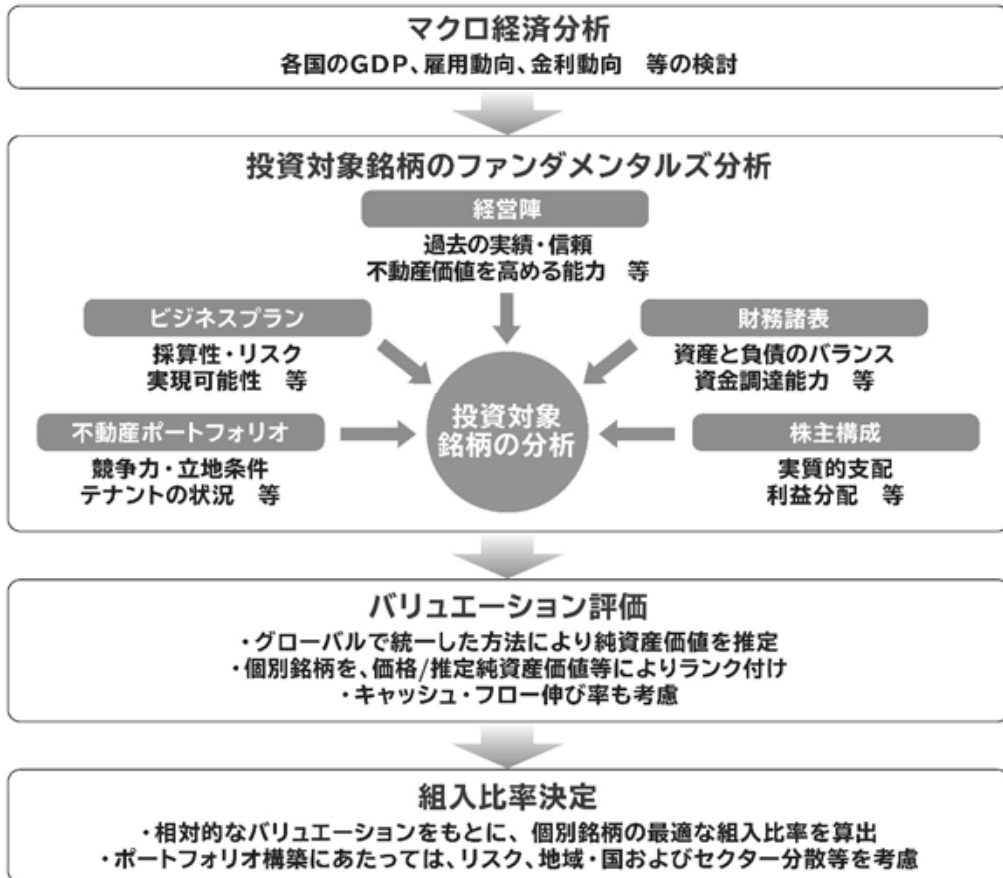 マクロ経済分析
各国のGDP、雇用動向、金利動向　等の検討
投資対象銘柄のファンダメンタルズ分析
経営陣
過去の実績・信頼
不動産価値を高める能力　等
ビジネスプラン
採算性・リスク
実現可能性　等
財務諸表
資産と負債のバランス
資金調達能力　等
不動産ポートフォリオ
競争力・立地条件
テナントの状況　等
投資対象
銘柄の分析
株主構成
実質的支配
利益分配　等
バリュエーション評価
・グローバルで統一した方法により純資産価値を推定
・個別銘柄を、価格/推定純資産価値等によりランク付け
・キャッシュ・フロー伸び率も考慮
組入比率決定
・相対的なバリュエーションをもとに、個別銘柄の最適な組入比率を算出
・ポートフォリオ構築にあたっては、リスク、地域・国およびセクター分散等を考慮